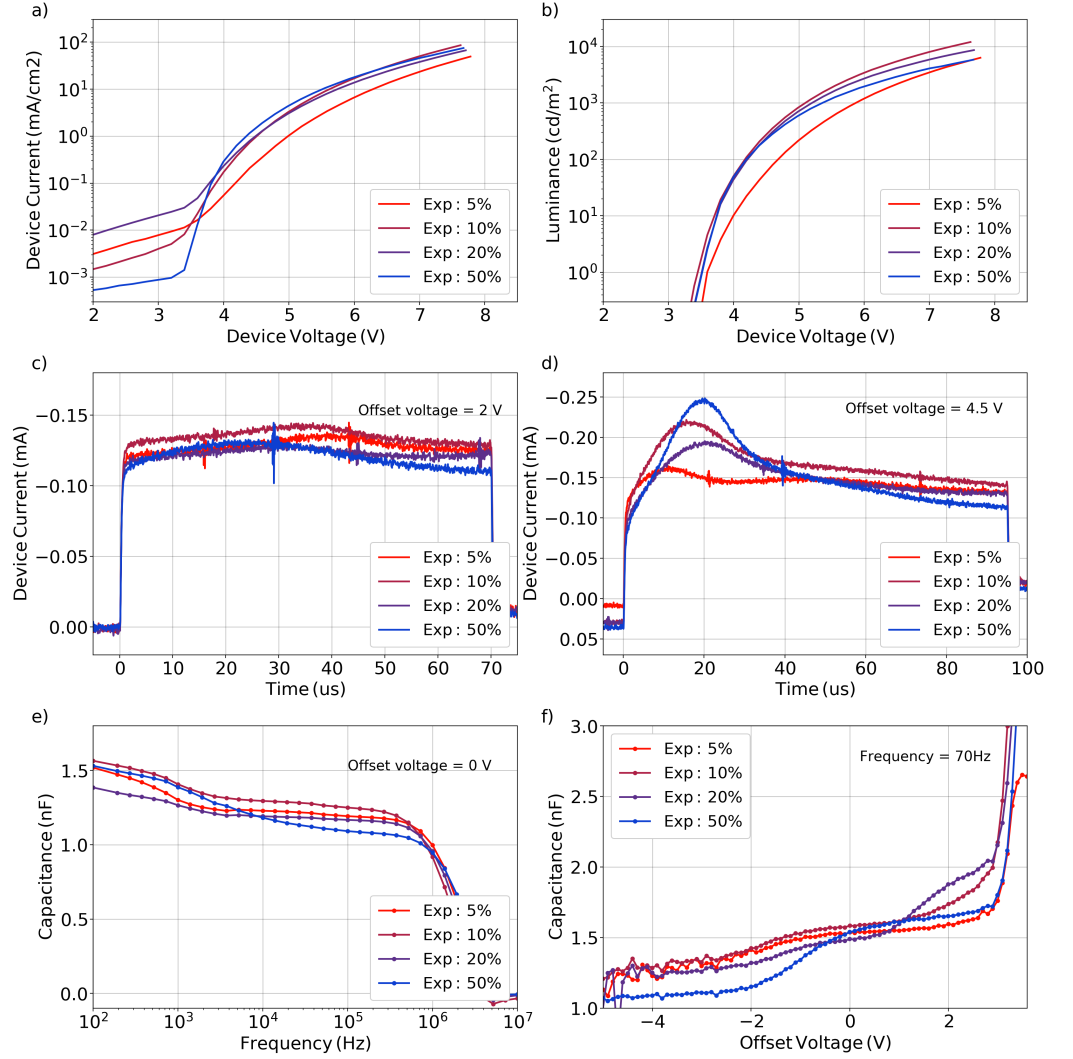 a)
Device Current (mA/cm2)
10²
10¹
10⁰
10⁻¹
10⁻²
10⁻³
Exp : 5%
Exp : 10%
Exp : 20%
Exp : 50%
2 3 4 5 6 7 8
Device Voltage (V)
b)
Luminance (cd/m²)
10⁴
10³
10²
10¹
10⁰
Exp : 5%
Exp : 10%
Exp : 20%
Exp : 50%
2 3 4 5 6 7 8
Device Voltage (V)
c)
Device Current (mA)
Offset voltage = 2 V
−0.15
−0.10
−0.05
0.00
Exp : 5%
Exp : 10%
Exp : 20%
Exp : 50%
0 10 20 30 40 50 60 70
Time (us)
d)
Device Current (mA)
Offset voltage = 4.5 V
−0.25
−0.20
−0.15
−0.10
−0.05
0.00
0.05
Exp : 5%
Exp : 10%
Exp : 20%
Exp : 50%
0 20 40 60 80 100
Time (us)
e)
Capacitance (nF)
Offset voltage = 0 V
1.5
1.0
0.5
0.0
Exp : 5%
Exp : 10%
Exp : 20%
Exp : 50%
10² 10³ 10⁴ 10⁵ 10⁶ 10⁷
Frequency (Hz)
f)
Capacitance (nF)
3.0
2.5
2.0
1.5
1.0
Exp : 5%
Exp : 10%
Exp : 20%
Exp : 50%
Frequency = 70Hz
−4 −2 0 2
Offset Voltage (V)